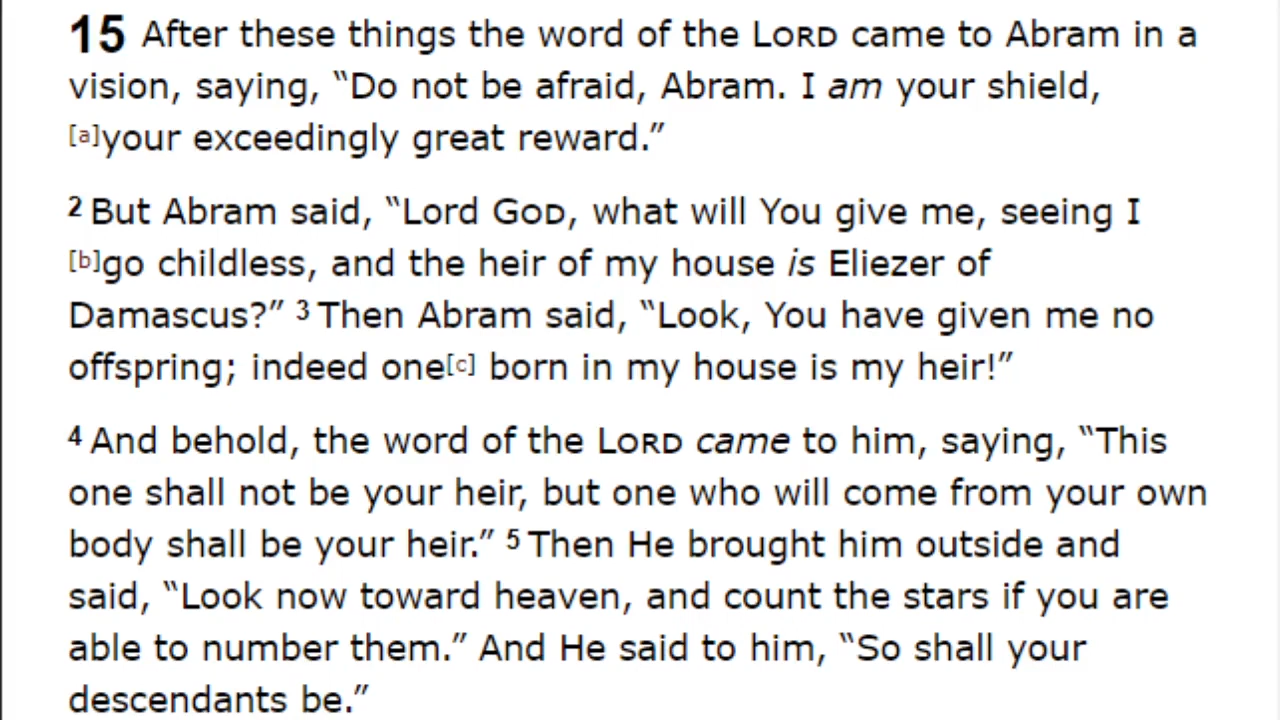 15 After these things the word of the LORD came to Abram in a
vision, saying, “Do not be afraid, Abram. I am your shield,
[a]your exceedingly great reward.”
2 But Abram said, “Lord GOD, what will You give me, seeing I
[b]go childless, and the heir of my house is Eliezer of
Damascus?” 3 Then Abram said, “Look, You have given me no
offspring; indeed one[c] born in my house is my heir!”
4 And behold, the word of the LORD came to him, saying, “This
one shall not be your heir, but one who will come from your own
body shall be your heir.” 5 Then He brought him outside and
said, “Look now toward heaven, and count the stars if you are
able to number them.” And He said to him, “So shall your
descendants be.”